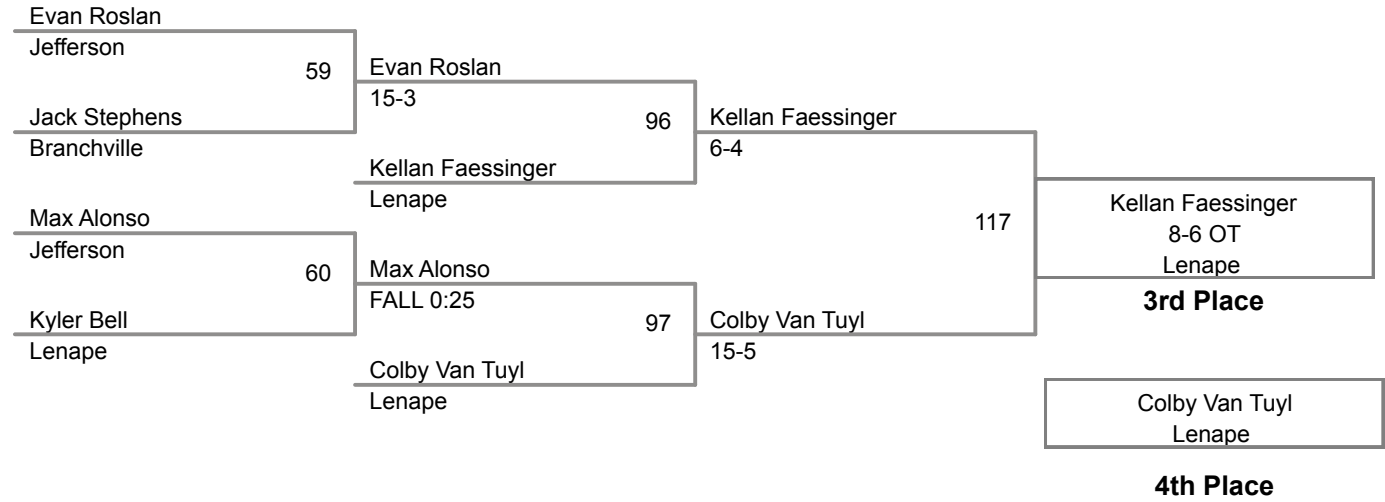 Evan Roslan
Jefferson
59
Jack Stephens
Branchville
Max Alonso
Jefferson
60
Kyler Bell
Lenape
Evan Roslan
15-3
96
Kellan Faessinger
Lenape
Max Alonso
FALL 0:25
97
Colby Van Tuyl
Lenape
Kellan Faessinger
6-4
117
Colby Van Tuyl
15-5
Kellan Faessinger
8-6 OT
Lenape
3rd Place
Colby Van Tuyl
Lenape
4th Place